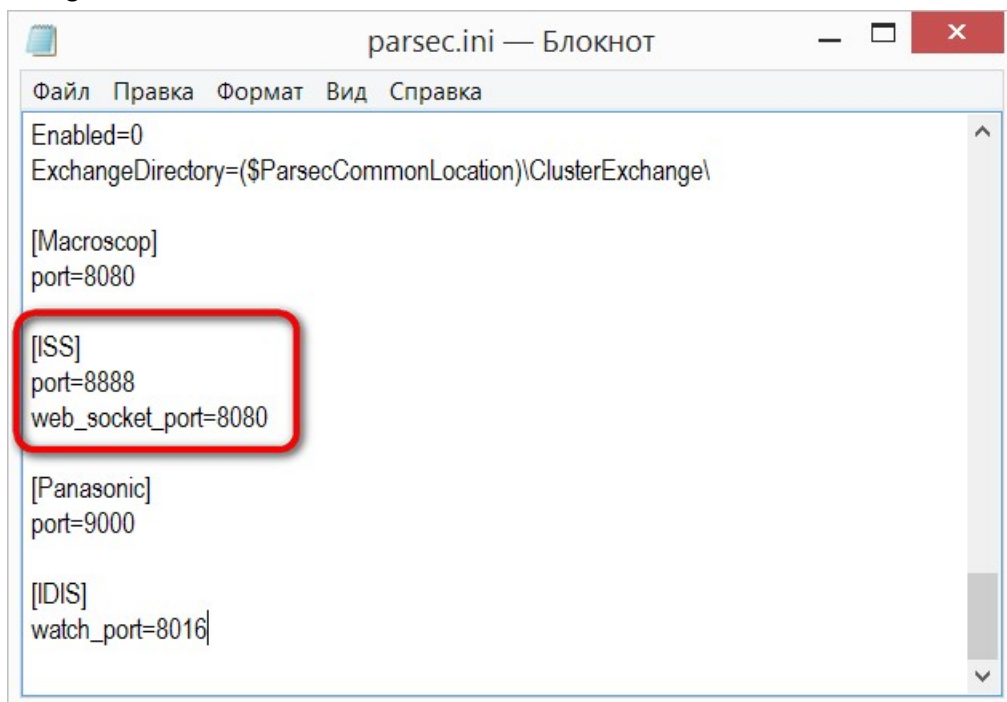 parsec.ini — Блокнот
Файл Правка Формат Вид Справка
Enabled=0
ExchangeDirectory=($ParsecCommonLocation)\ClusterExchange\
[Macroscop]
port=8080
[ISS]
port=8888
web_socket_port=8080
[Panasonic]
port=9000
[IDIS]
watch_port=8016